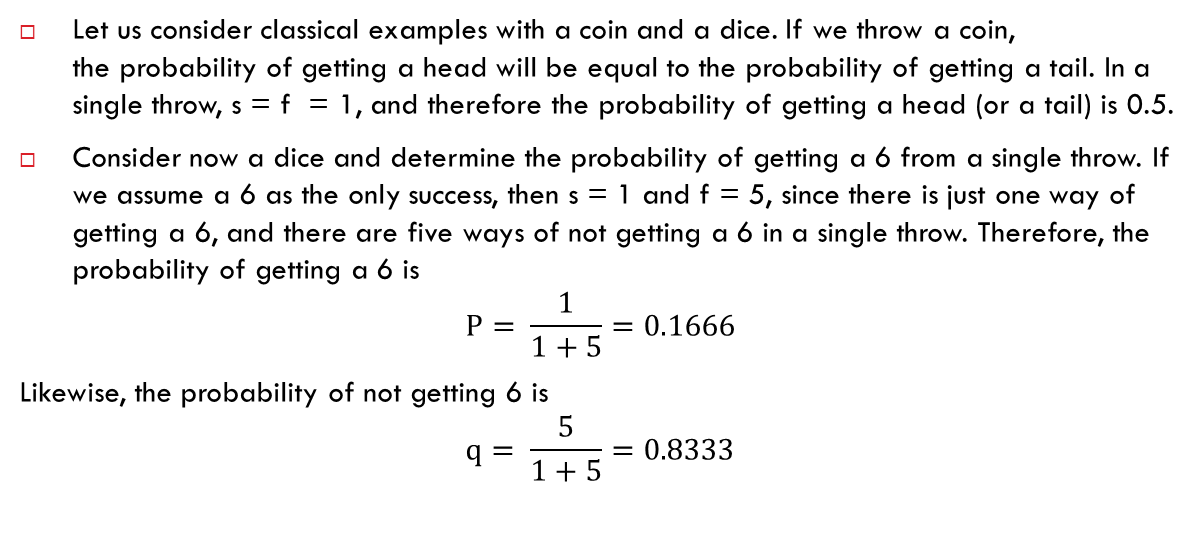 Let us consider classical examples with a coin and a dice. If we throw a coin,
the probability of getting a head will be equal to the probability of getting a tail. In a
single throw, s = f = 1, and therefore the probability of getting a head (or a tail) is 0.5.
Consider now a dice and determine the probability of getting a 6 from a single throw. If
we assume a 6 as the only success, then s = 1 and f = 5, since there is just one way of
getting a 6, and there are five ways of not getting a 6 in a single throw. Therefore, the
probability of getting a 6 is
P = 1 / (1 + 5) = 0.1666
Likewise, the probability of not getting 6 is
q = 5 / (1 + 5) = 0.8333